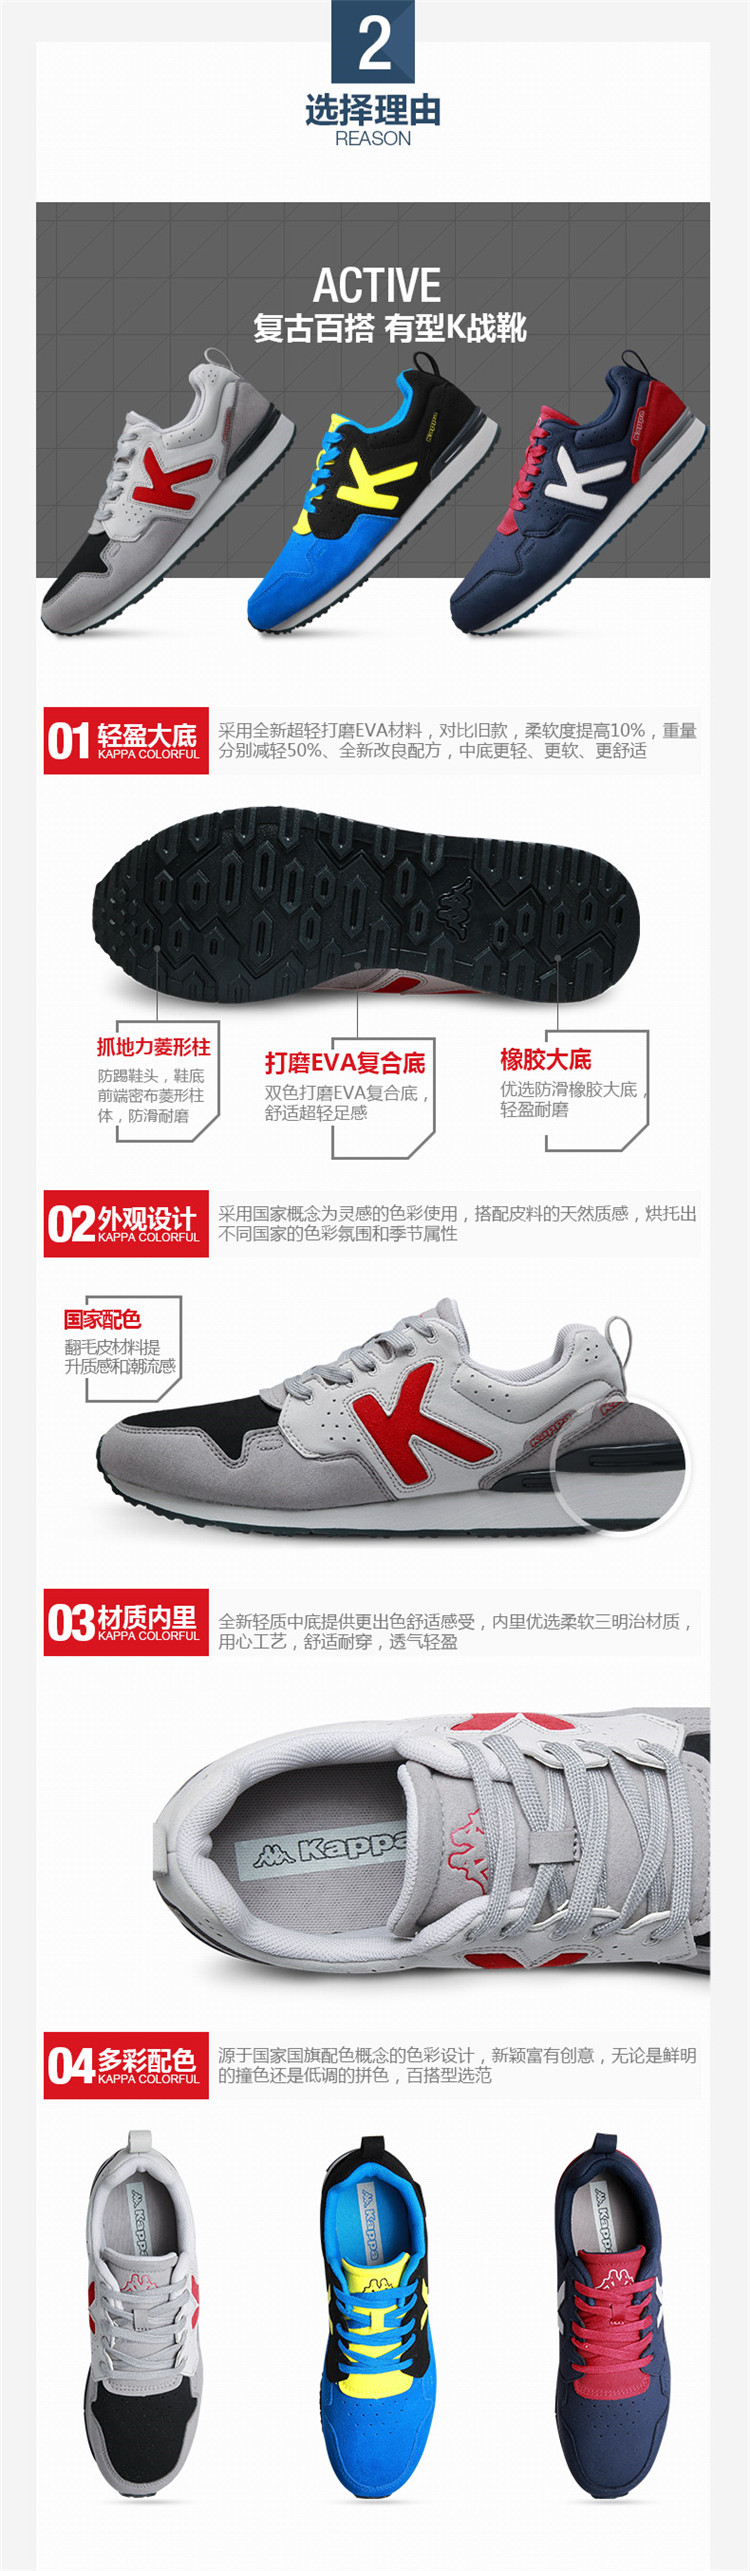 2
选择理由
REASON
ACTIVE
复古百搭 有型K战靴
Kappa
Kappa
01 轻盈大底
KAPPA COLORFUL
采用全新超轻打磨EVA材料，对比旧款，柔软度提高10%，重量
分别减轻50%、全新改良配方，中底更轻、更软、更舒适
抓地力菱形柱
防踢鞋头，鞋底
前端密布菱形柱
体，防滑耐磨
打磨EVA复合底
双色打磨EVA复合底，
舒适超轻足感
橡胶大底
优选防滑橡胶大底，
轻盈耐磨
02 外观设计
KAPPA COLORFUL
采用国家概念为灵感的色彩使用，搭配皮料的天然质感，烘托出
不同国家的色彩氛围和季节属性
国家配色
翻毛皮材料提
升质感和潮流感
Kappa
03 材质内里
KAPPA COLORFUL
全新轻质中底提供更出色舒适感受，内里优选柔软三明治材质，
用心工艺，舒适耐穿，透气轻盈
Kappa
04 多彩配色
KAPPA COLORFUL
源于国家国旗配色概念的色彩设计，新颖富有创意，无论是鲜明
的撞色还是低调的拼色，百搭型选范
Kappa
Kappa
Kappa